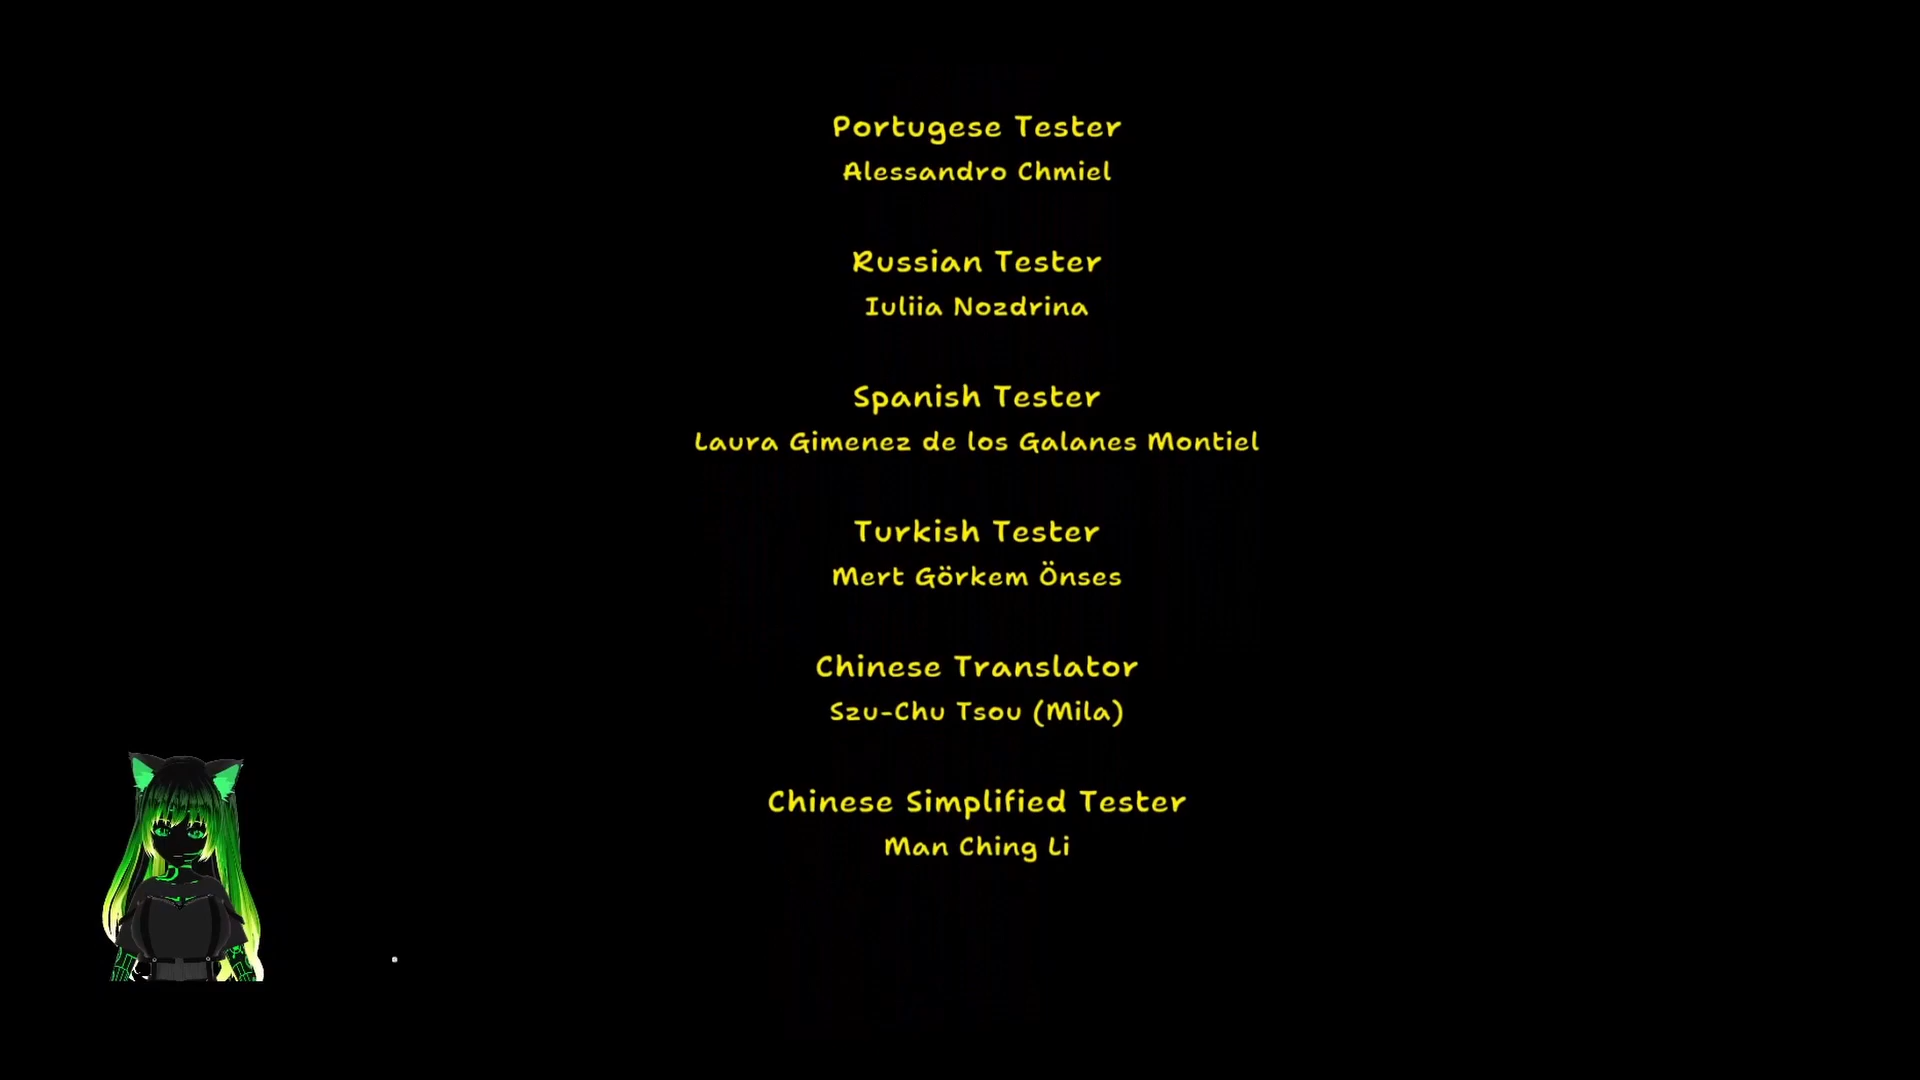 Portugese Tester
Alessandro Chmiel
Russian Tester
Iuliia Nozdrina
Spanish Tester
Laura Gimenez de los Galanes Montiel
Turkish Tester
Mert Görkem Önses
Chinese Translator
Szu-Chu Tsou (Mila)
Chinese Simplified Tester
Man Ching Li